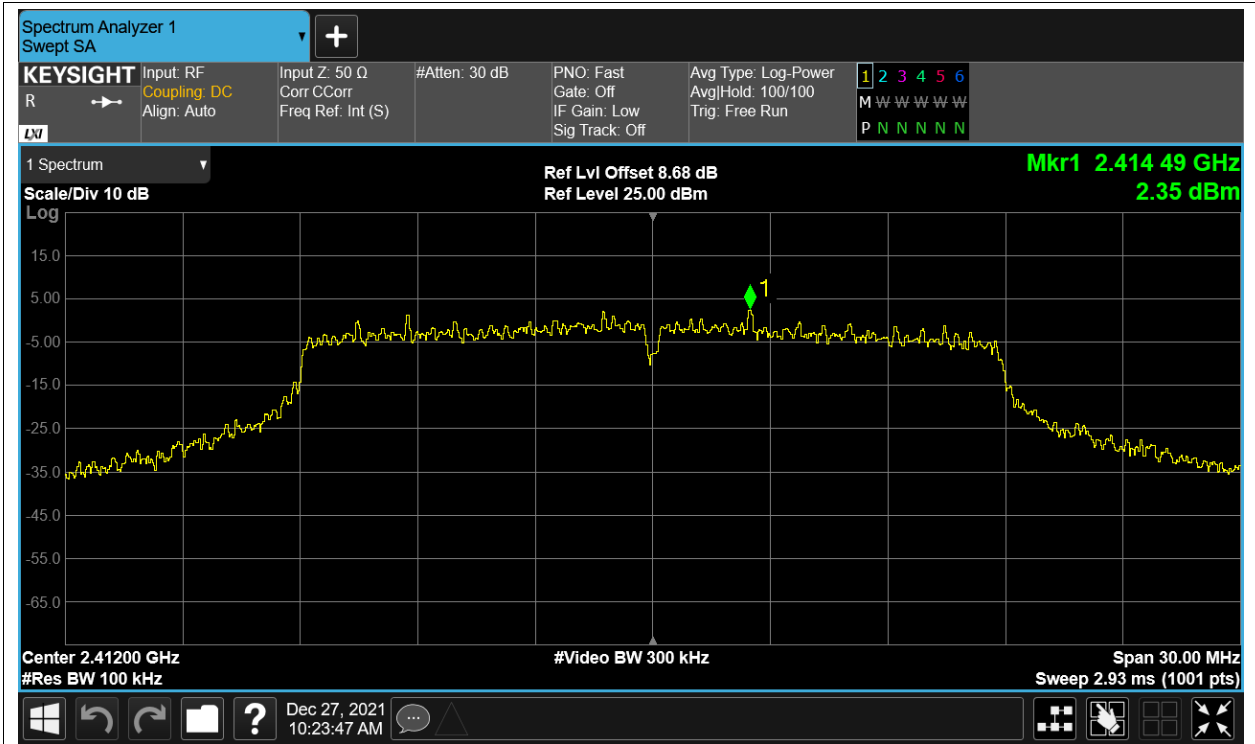 Spectrum Analyzer 1
Swept SA
KEYSIGHT
R
LXI
Input: RF
Coupling: DC
Align: Auto
Input Z: 50 Ω
Corr CCorr
Freq Ref: Int (S)
#Atten: 30 dB
PNO: Fast
Gate: Off
IF Gain: Low
Sig Track: Off
Avg Type: Log-Power
Avg|Hold: 100/100
Trig: Free Run
1 2 3 4 5 6
M W W W W W
P N N N N N
1 Spectrum
Scale/Div 10 dB
Log
Ref Lvl Offset 8.68 dB
Ref Level 25.00 dBm
Mkr1 2.414 49 GHz
2.35 dBm
1
15.0
5.00
-5.00
-15.0
-25.0
-35.0
-45.0
-55.0
-65.0
Center 2.41200 GHz
#Res BW 100 kHz
#Video BW 300 kHz
Span 30.00 MHz
Sweep 2.93 ms (1001 pts)
?
Dec 27, 2021
10:23:47 AM